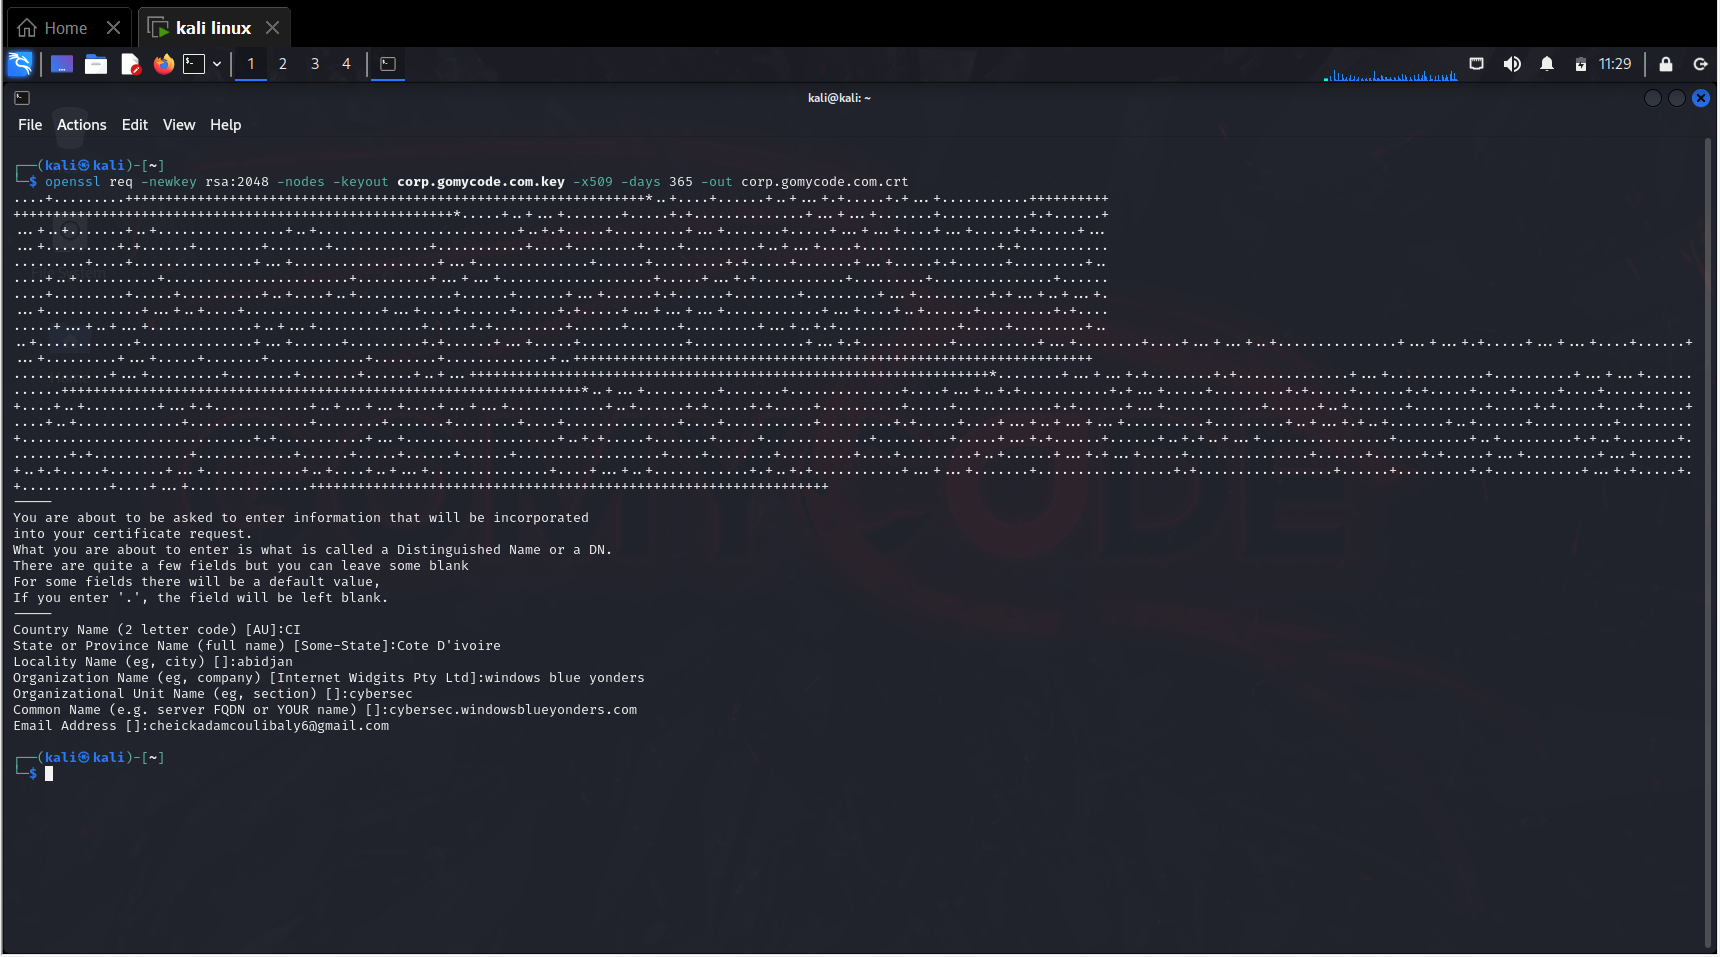 Home
kali linux
1 2 3 4
11:29
kali@kali: ~
File Actions Edit View Help
┌──(kali㉿kali)-[~]
└─$ openssl req -newkey rsa:2048 -nodes -keyout corp.gomycode.com.key -x509 -days 365 -out corp.gomycode.com.crt
-----
You are about to be asked to enter information that will be incorporated
into your certificate request.
What you are about to enter is what is called a Distinguished Name or a DN.
There are quite a few fields but you can leave some blank
For some fields there will be a default value,
If you enter '.', the field will be left blank.
-----
Country Name (2 letter code) [AU]:CI
State or Province Name (full name) [Some-State]:Cote D'ivoire
Locality Name (eg, city) []:abidjan
Organization Name (eg, company) [Internet Widgits Pty Ltd]:windows blue yonders
Organizational Unit Name (eg, section) []:cybersec
Common Name (e.g. server FQDN or YOUR name) []:cybersec.windowsblueyonders.com
Email Address []:cheickadamcoulibaly6@gmail.com
┌──(kali㉿kali)-[~]
└─$